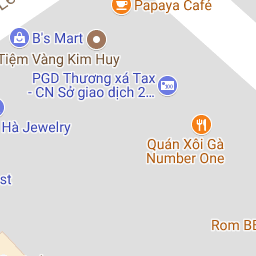 Papaya Café
B's Mart
Tiệm Vàng Kim Huy
PGD Thương xá Tax
- CN Sở giao dịch 2...
Hà Jewelry
Quán Xôi Gà
Number One
st
Rom BE